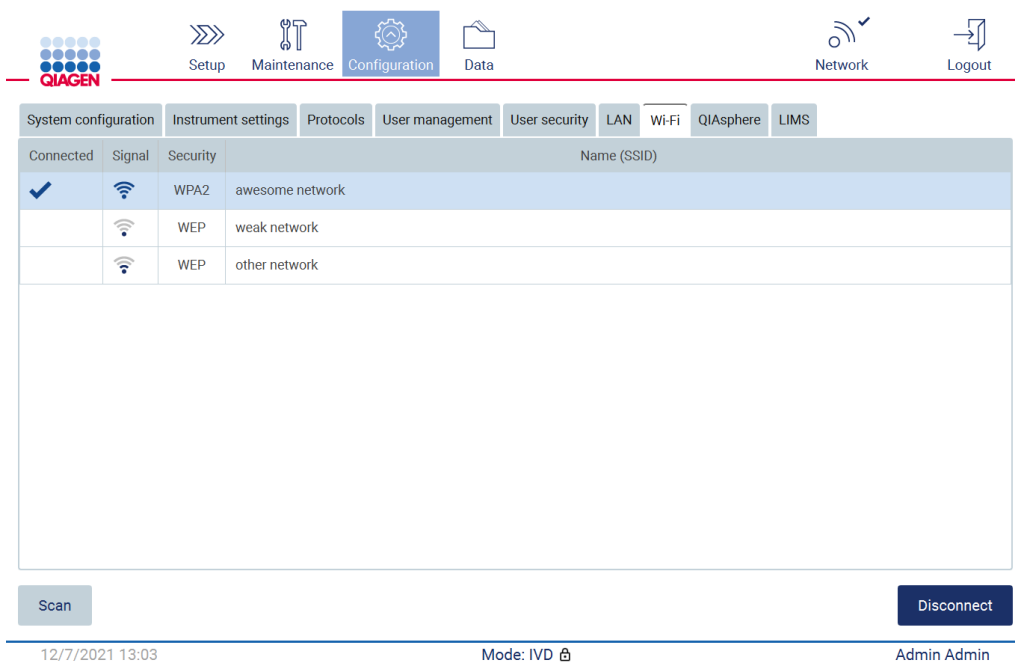 QIAGEN
Setup Maintenance Configuration Data Network Logout
System configuration Instrument settings Protocols User management User security LAN Wi-Fi QIAsphere LIMS
Connected Signal Security Name (SSID)
WPA2 awesome network
WEP weak network
WEP other network
Scan Disconnect
12/7/2021 13:03 Mode: IVD Admin Admin